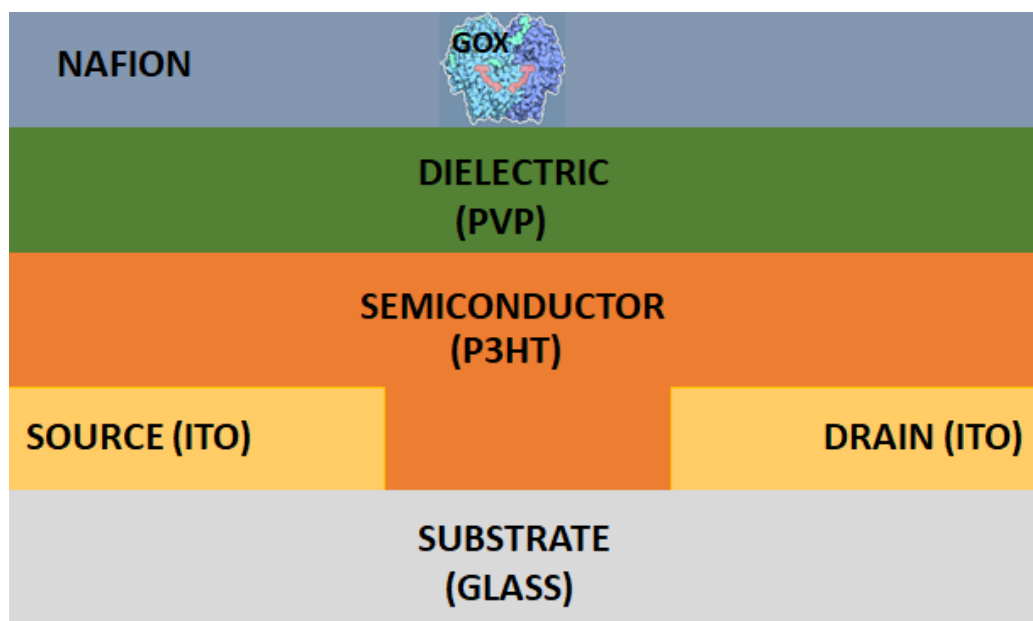 GOX
NAFION
DIELECTRIC
(PVP)
SEMICONDUCTOR
(P3HT)
SOURCE (ITO)
DRAIN (ITO)
SUBSTRATE
(GLASS)